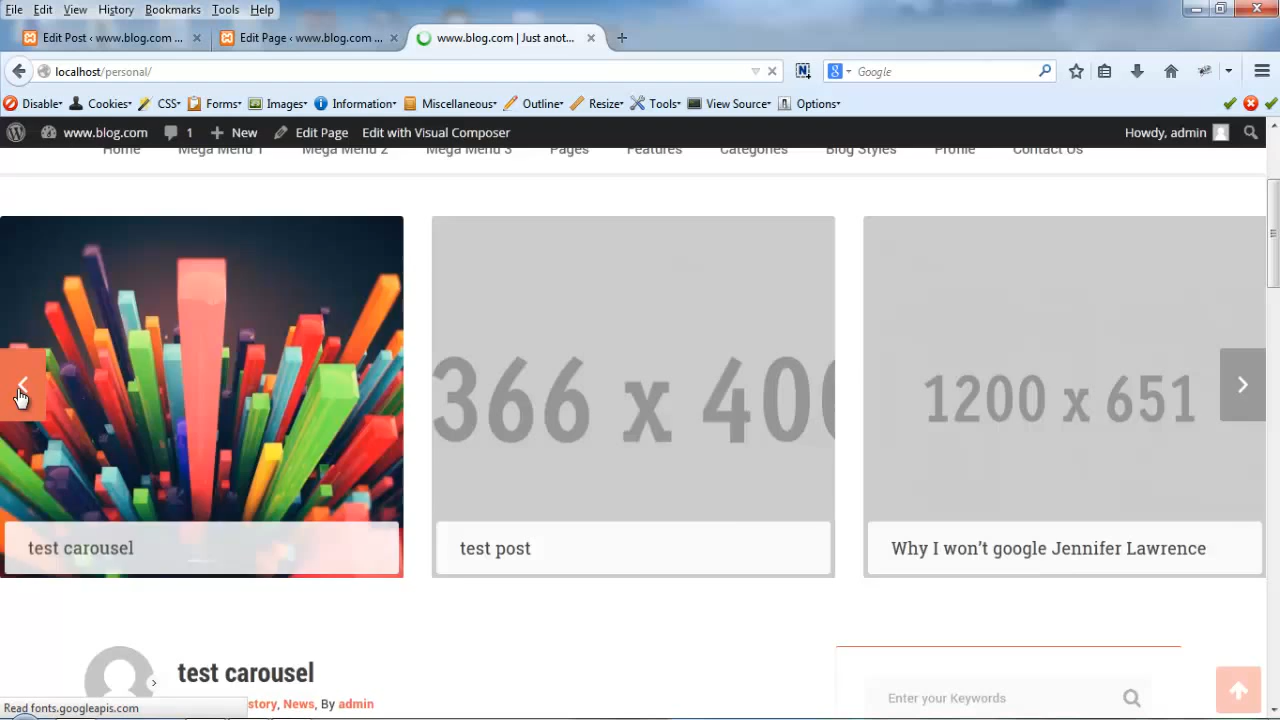 File Edit View History Bookmarks Tools Help
Edit Post ‹ www.blog.com ... Edit Page ‹ www.blog.com ... www.blog.com | Just anot...
localhost/personal/ Google
Disable Cookies CSS Forms Images Information Miscellaneous Outline Resize Tools View Source Options
www.blog.com 1 New Edit Page Edit with Visual Composer Howdy, admin
Home Mega Menu 1 Mega Menu 2 Mega Menu 3 Pages Features Categories Blog Styles Profile Contact Us
366 x 400 1200 x 651
test carousel test post Why I won't google Jennifer Lawrence
test carousel
Enter your Keywords
story, News, By admin
Read fonts.googleapis.com